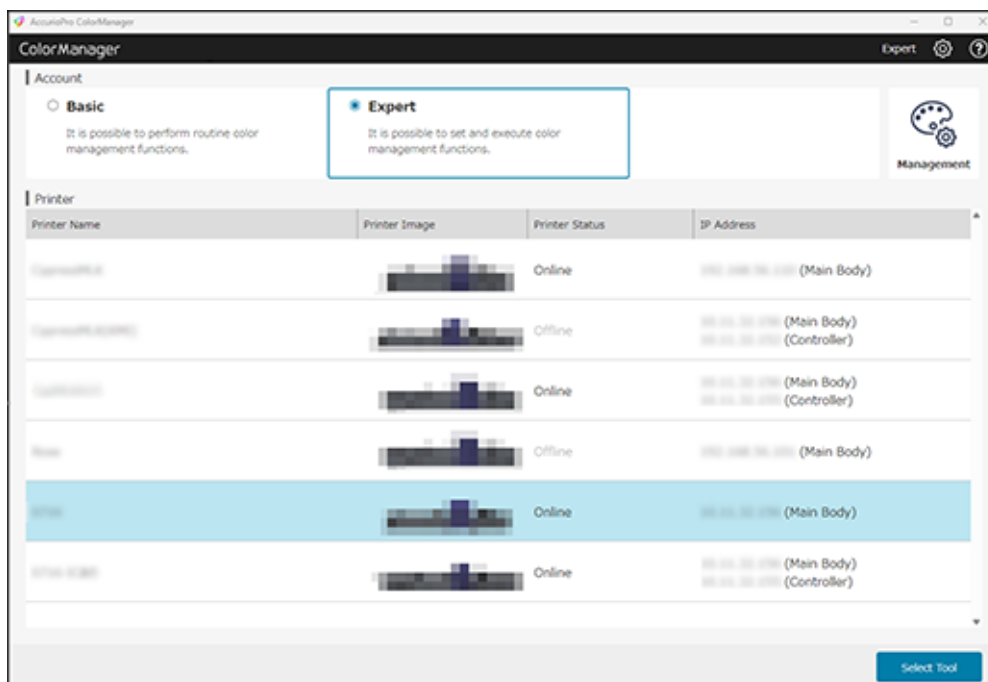 AccurioPro ColorManager
ColorManager
Expert
Account
Basic
It is possible to perform routine color
management functions.
Expert
It is possible to set and execute color
management functions.
Management
Printer
Printer Name
Printer Image
Printer Status
IP Address
Online
(Main Body)
Offline
(Main Body)
(Controller)
Online
(Main Body)
(Controller)
Offline
(Main Body)
Online
(Main Body)
Online
(Main Body)
(Controller)
Select Tool